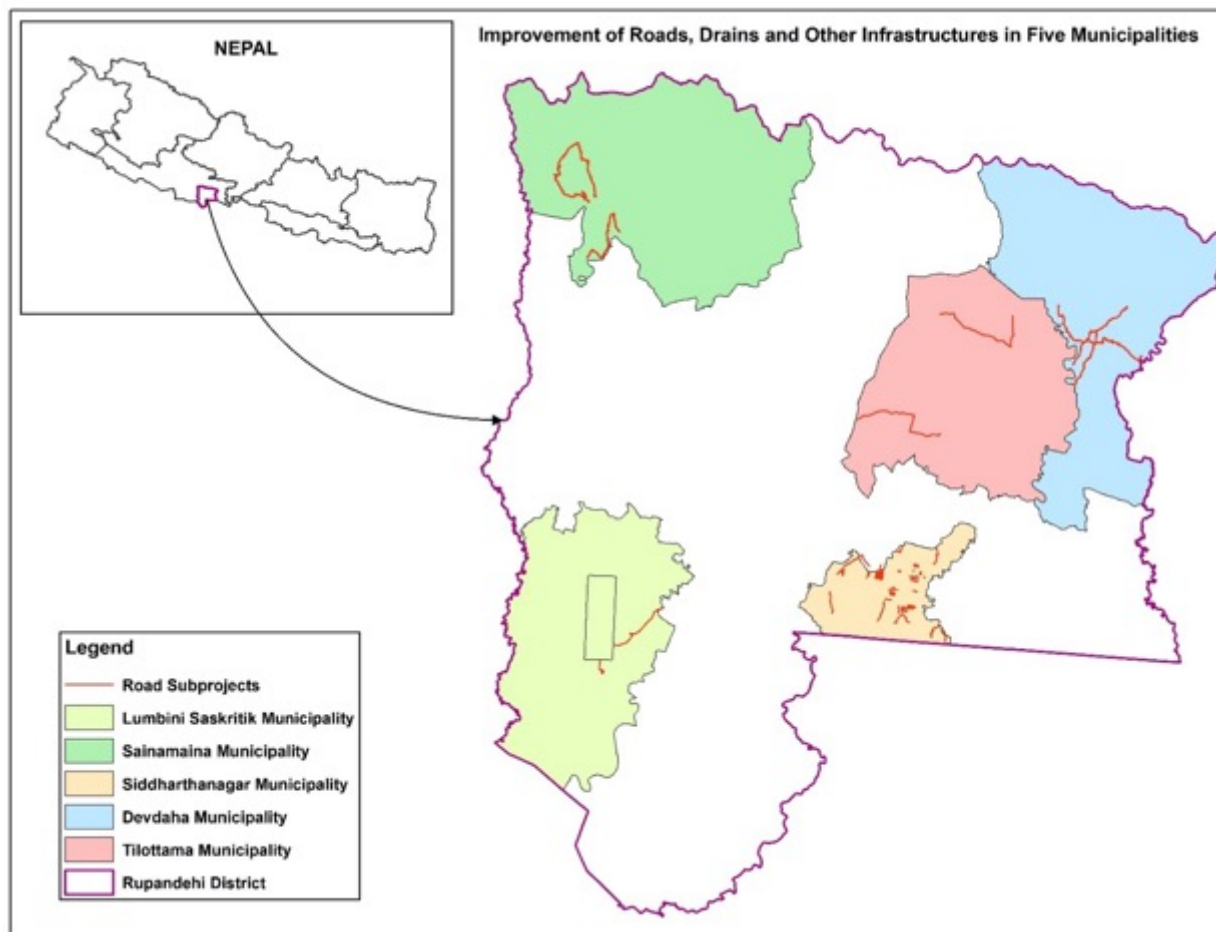 NEPAL
Improvement of Roads, Drains and Other Infrastructures in Five Municipalities
Legend
Road Subprojects
Lumbini Saskritik Municipality
Sainamaina Municipality
Siddharthanagar Municipality
Devdaha Municipality
Tilottama Municipality
Rupandehi District